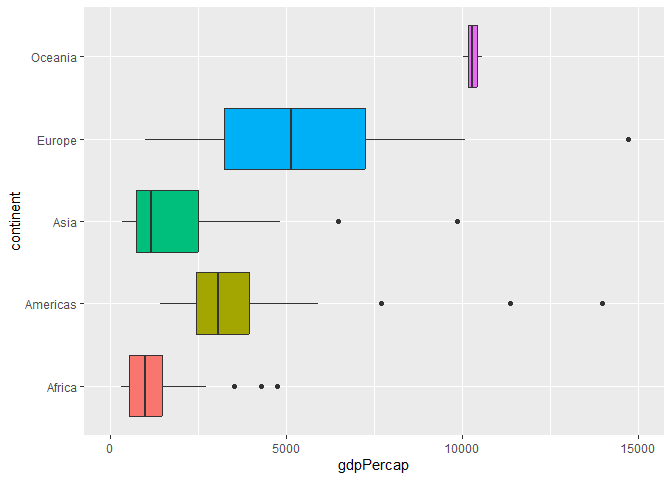 Oceania
Europe
Asia
Americas
Africa
continent
0 5000 10000 15000
gdpPercap